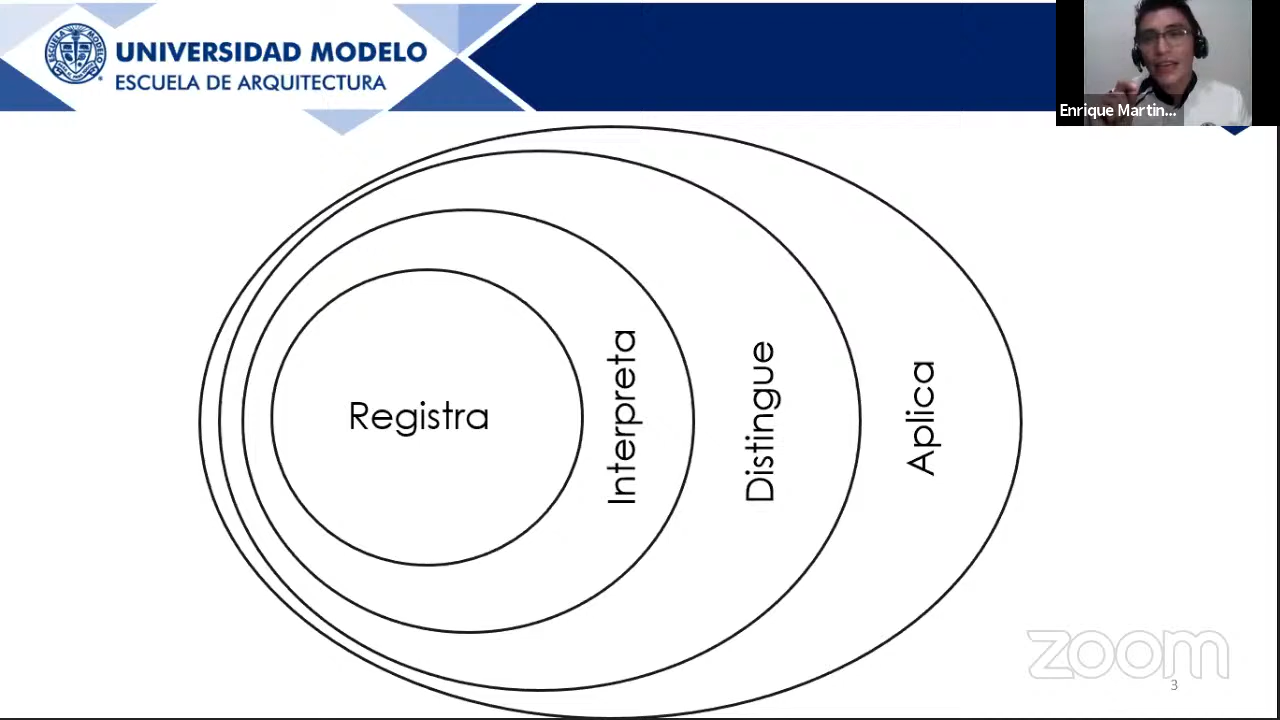 UNIVERSIDAD MODELO
ESCUELA DE ARQUITECTURA
Enrique Martin...
Registra
Interpreta
Distingue
Aplica
zoom
3